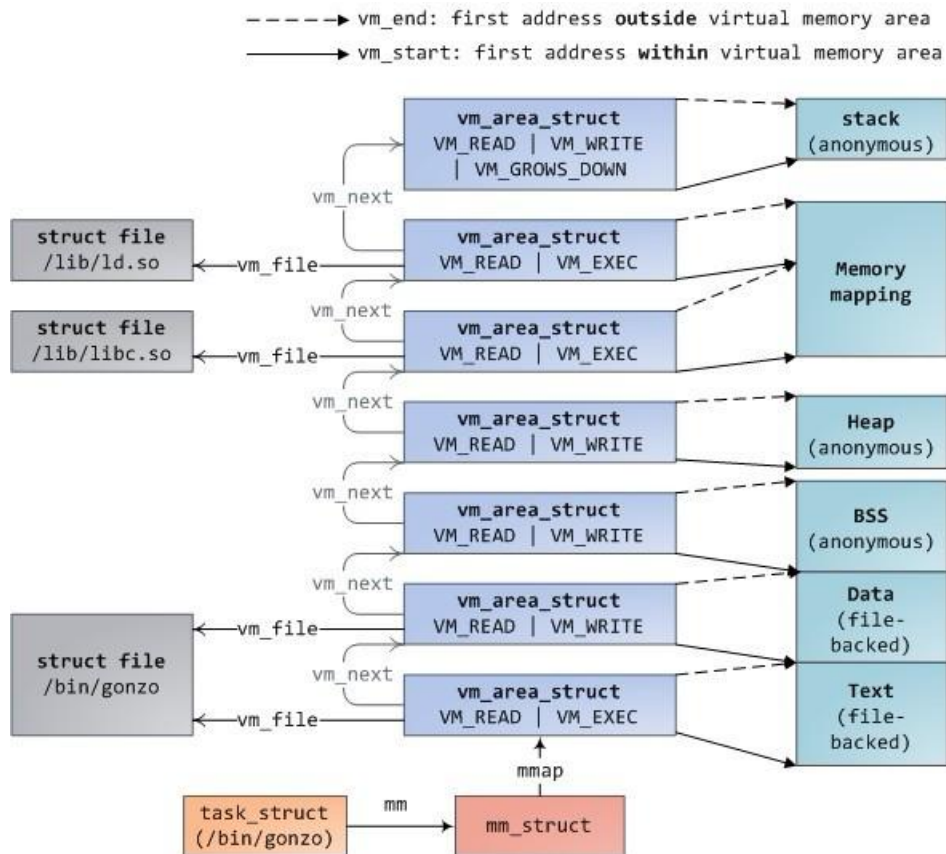 vm_end: first address outside virtual memory area
vm_start: first address within virtual memory area
vm_area_struct
VM_READ | VM_WRITE
| VM_GROWS_DOWN
stack
(anonymous)
vm_next
struct file
/lib/ld.so
vm_file
vm_area_struct
VM_READ | VM_EXEC
Memory
mapping
vm_next
struct file
/lib/libc.so
vm_file
vm_area_struct
VM_READ | VM_EXEC
vm_next
vm_area_struct
VM_READ | VM_WRITE
Heap
(anonymous)
vm_next
vm_area_struct
VM_READ | VM_WRITE
BSS
(anonymous)
vm_next
vm_file
vm_area_struct
VM_READ | VM_WRITE
Data
(file-
backed)
struct file
/bin/gonzo
vm_next
vm_file
vm_area_struct
VM_READ | VM_EXEC
Text
(file-
backed)
mmap
task_struct
(/bin/gonzo)
mm
mm_struct